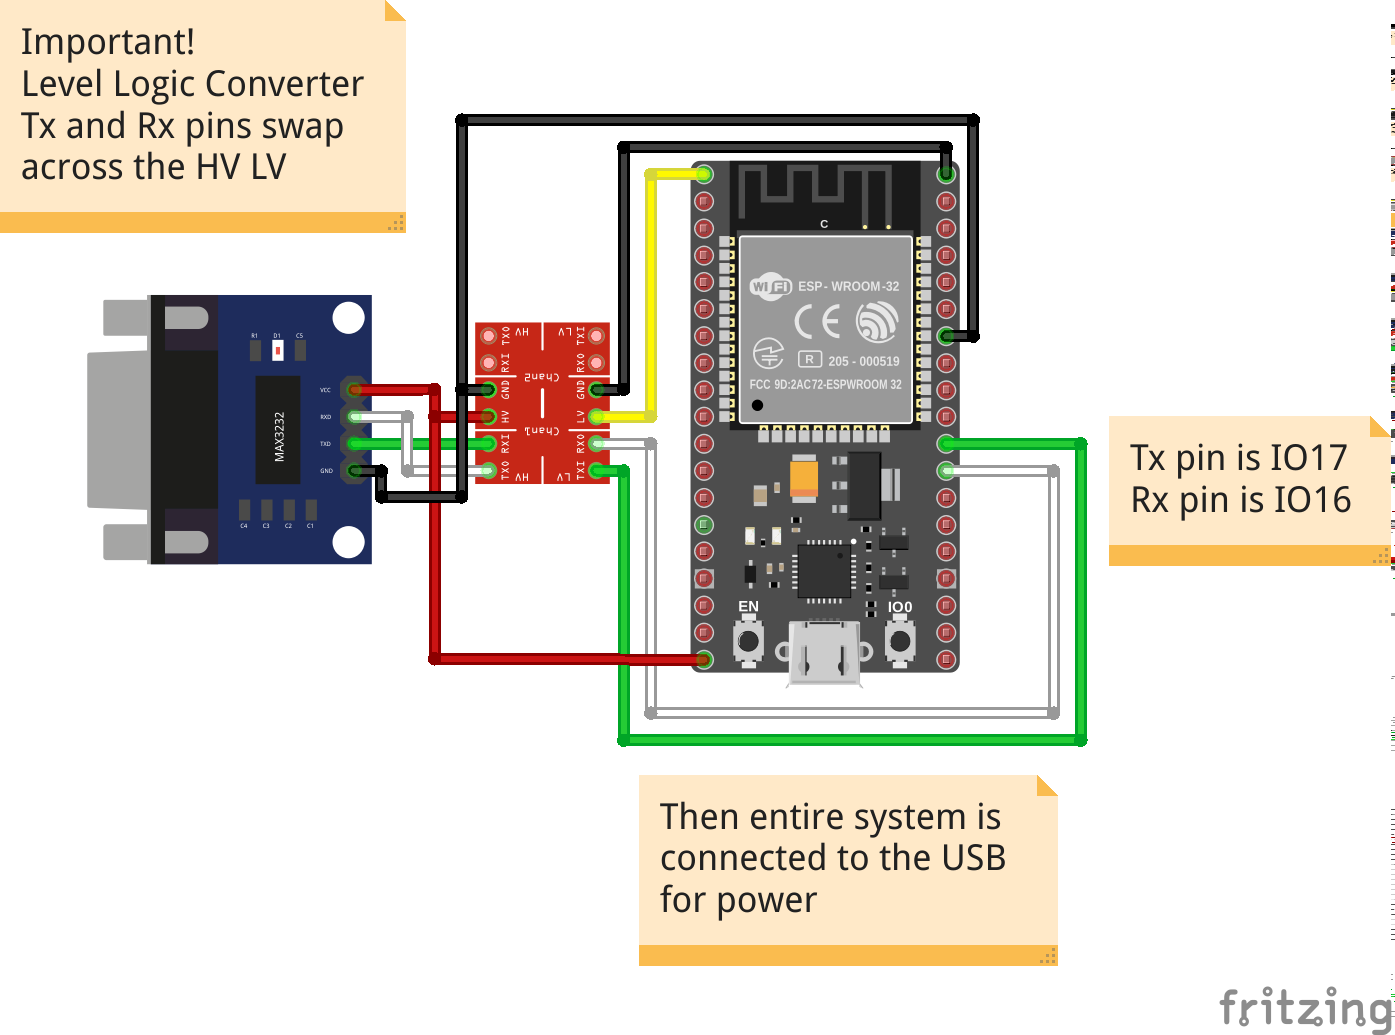 Important!
Level Logic Converter
Tx and Rx pins swap
across the HV LV
R1 D1 C5
VCC
RXD
TXD
GND
MAX3232
C4 C3 C2 C1
TXO HV LV TXI
RXI RXO
Chan2
GND GND
HV LV
Chan1
RXI RXO
TXO HV LV TXI
C
WiFi ESP-WROOM-32
CE
R 205-000519
FCC 9D:2AC72-ESPWROOM 32
EN IO0
Tx pin is IO17
Rx pin is IO16
Then entire system is
connected to the USB
for power
fritzing